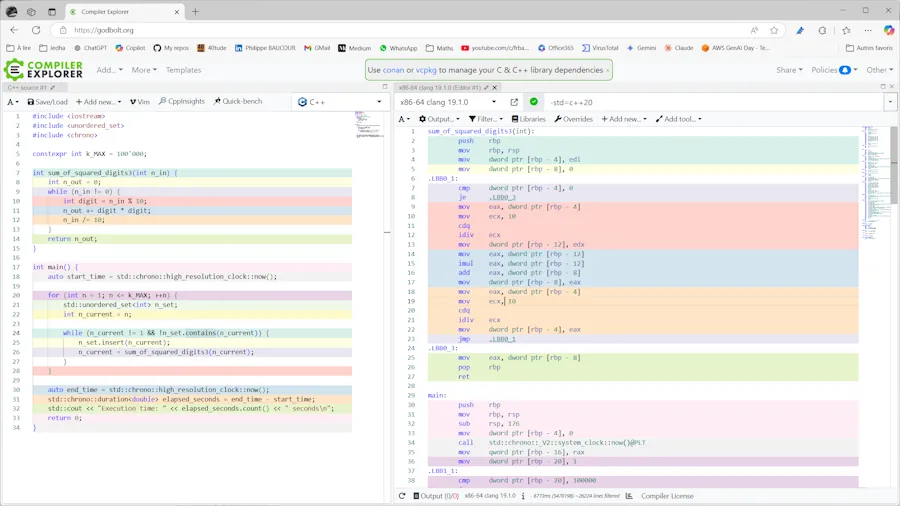 Compiler Explorer
https://godbolt.org
À lire
Jedha
ChatGPT
Copilot
My repos
40tude
Philippe BAUCOUR
GMail
Medium
WhatsApp
Maths
youtube.com/c/frba...
Office365
VirusTotal
Gemini
Claude
AWS GenAI Day - Te...
Autres favoris
COMPILER
EXPLORER
Add...
More
Templates
Use conan or vcpkg to manage your C & C++ library dependencies
Share
Policies
Other
C++ source #1
A
Save/Load
+ Add new...
Vim
CppInsights
Quick-bench
C++
1 #include <iostream>
2 #include <unordered_set>
3 #include <chrono>
4
5 constexpr int k_MAX = 100'000;
6
7 int sum_of_squared_digits3(int n_in) {
8 int n_out = 0;
9 while (n_in != 0) {
10 int digit = n_in % 10;
11 n_out += digit * digit;
12 n_in /= 10;
13 }
14 return n_out;
15 }
16
17 int main() {
18 auto start_time = std::chrono::high_resolution_clock::now();
19
20 for (int n = 1; n <= k_MAX; ++n) {
21 std::unordered_set<int> n_set;
22 int n_current = n;
23
24 while (n_current != 1 && !n_set.contains(n_current)) {
25 n_set.insert(n_current);
26 n_current = sum_of_squared_digits3(n_current);
27 }
28 }
29
30 auto end_time = std::chrono::high_resolution_clock::now();
31 std::chrono::duration<double> elapsed_seconds = end_time - start_time;
32 std::cout << "Execution time: " << elapsed_seconds.count() << " seconds\n";
33 return 0;
34 }
x86-64 clang 19.1.0 (Editor #1)
x86-64 clang 19.1.0
-std=c++20
A
Output...
Filter...
Libraries
Overrides
+ Add new...
Add tool...
1 sum_of_squared_digits3(int):
2 push rbp
3 mov rbp, rsp
4 mov dword ptr [rbp - 4], edi
5 mov dword ptr [rbp - 8], 0
6 .LBB0_1:
7 cmp dword ptr [rbp - 4], 0
8 je .LBB0_3
9 mov eax, dword ptr [rbp - 4]
10 mov ecx, 10
11 cdq
12 idiv ecx
13 mov dword ptr [rbp - 12], edx
14 mov eax, dword ptr [rbp - 12]
15 imul eax, dword ptr [rbp - 12]
16 add eax, dword ptr [rbp - 8]
17 mov dword ptr [rbp - 8], eax
18 mov eax, dword ptr [rbp - 4]
19 mov ecx, 10
20 cdq
21 idiv ecx
22 mov dword ptr [rbp - 4], eax
23 jmp .LBB0_1
24 .LBB0_3:
25 mov eax, dword ptr [rbp - 8]
26 pop rbp
27 ret
28
29 main:
30 push rbp
31 mov rbp, rsp
32 sub rsp, 176
33 mov dword ptr [rbp - 4], 0
34 call std::chrono::_V2::system_clock::now()@PLT
35 mov qword ptr [rbp - 16], rax
36 mov dword ptr [rbp - 20], 1
37 .LBB1_1:
38 cmp dword ptr [rbp - 20], 100000
Output (0/0)
x86-64 clang 19.1.0
Compiler License